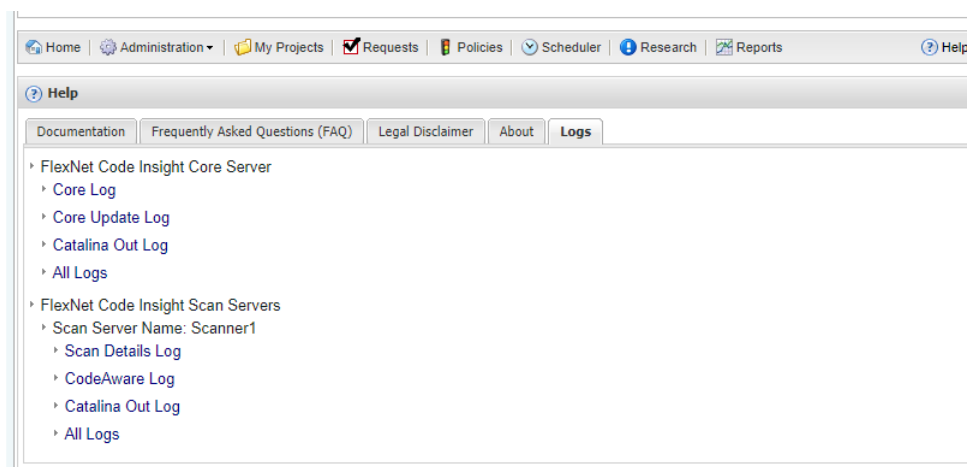 Home Administration My Projects Requests Policies Scheduler Research Reports Help
Help
Documentation Frequently Asked Questions (FAQ) Legal Disclaimer About Logs
FlexNet Code Insight Core Server
Core Log
Core Update Log
Catalina Out Log
All Logs
FlexNet Code Insight Scan Servers
Scan Server Name: Scanner1
Scan Details Log
CodeAware Log
Catalina Out Log
All Logs